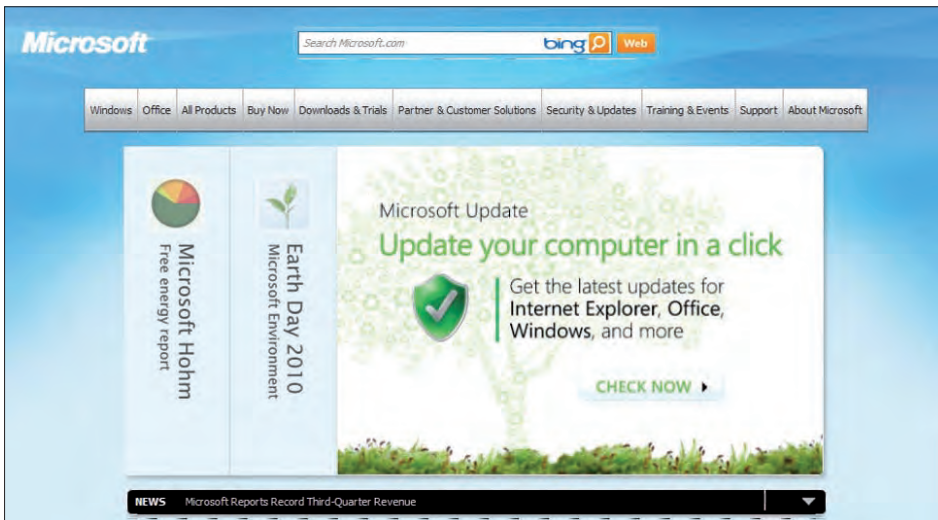 Microsoft
Search Microsoft.com
bing
Web
Windows Office All Products Buy Now Downloads & Trials Partner & Customer Solutions Security & Updates Training & Events Support About Microsoft
Microsoft Hohm
Free energy report
Earth Day 2010
Microsoft Environment
Microsoft Update
Update your computer in a click
Get the latest updates for
Internet Explorer, Office,
Windows, and more
CHECK NOW
NEWS Microsoft Reports Record Third-Quarter Revenue